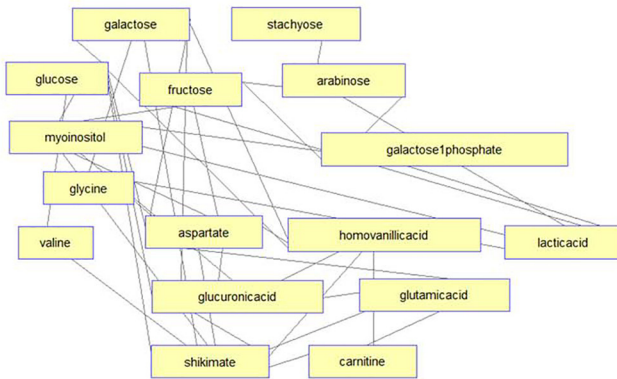 galactose
stachyose
glucose
fructose
arabinose
myoinositol
galactose1phosphate
glycine
valine
aspartate
homovanillicacid
lacticacid
glucuronicacid
glutamicacid
shikimate
carnitine